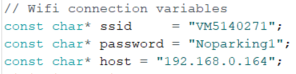 // Wifi connection variables
const char* ssid     = "VM5140271";
const char* password = "Noparking1";
const char* host = "192.168.0.164";